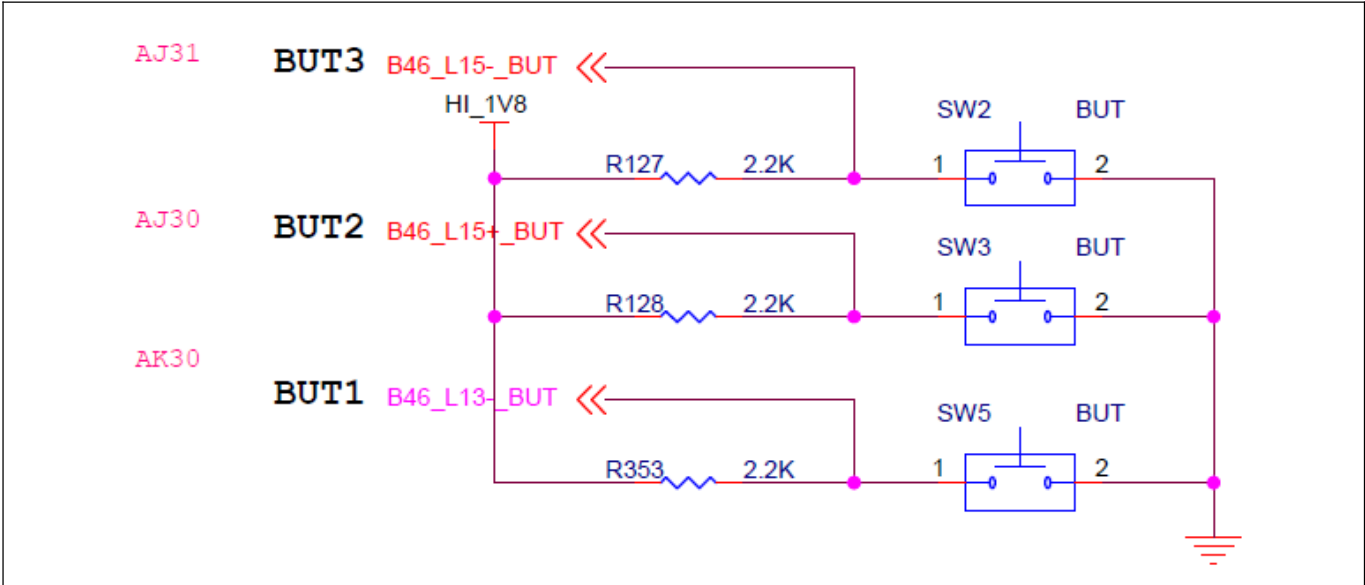 AJ31 BUT3 B46_L15-_BUT
HI_1V8 SW2 BUT
R127 2.2K 1 2
AJ30 BUT2 B46_L15+_BUT SW3 BUT
R128 2.2K 1 2
AK30
BUT1 B46_L13-_BUT SW5 BUT
R353 2.2K 1 2